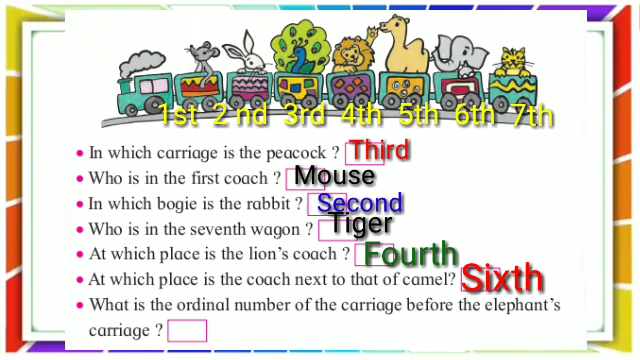 1st 2 nd 3rd 4th 5th 6th 7th
• In which carriage is the peacock ? Third
• Who is in the first coach ? Mouse
• In which bogie is the rabbit ? Second
• Who is in the seventh wagon ? Tiger
• At which place is the lion's coach ? Fourth
• At which place is the coach next to that of camel? Sixth
• What is the ordinal number of the carriage before the elephant's
carriage ?